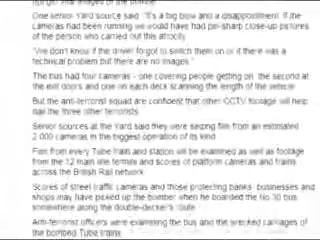 One senior Yard source said: "It's a big blow and a disappointment. If the
cameras had been running we would have had pin-sharp close-up pictures
of the person who carried out this atrocity.
"We don't know if the driver forgot to switch them on or if there was a
technical problem but there are no images."
The bus had four cameras - one covering people getting on, the second at
the exit doors and one on each deck scanning the length of the vehicle.
But the anti-terrorist squad are confident that other CCTV footage will help
nail the three other terrorists.
Senior sources at the Yard said they were seizing film from an estimated
2,000 cameras in the biggest operation of its kind.
Film from every Tube train and station will be examined as well as footage
from the 12 main line termini and scores of platform cameras and trains
across the British Rail network.
Scores of street traffic cameras and those protecting banks, businesses and
shops may have picked up the bomber when he boarded the No 30 bus
somewhere along the double-decker's route.
Anti-terrorist officers were examining the bus and the wrecked carriages of
the bombed Tube trains.